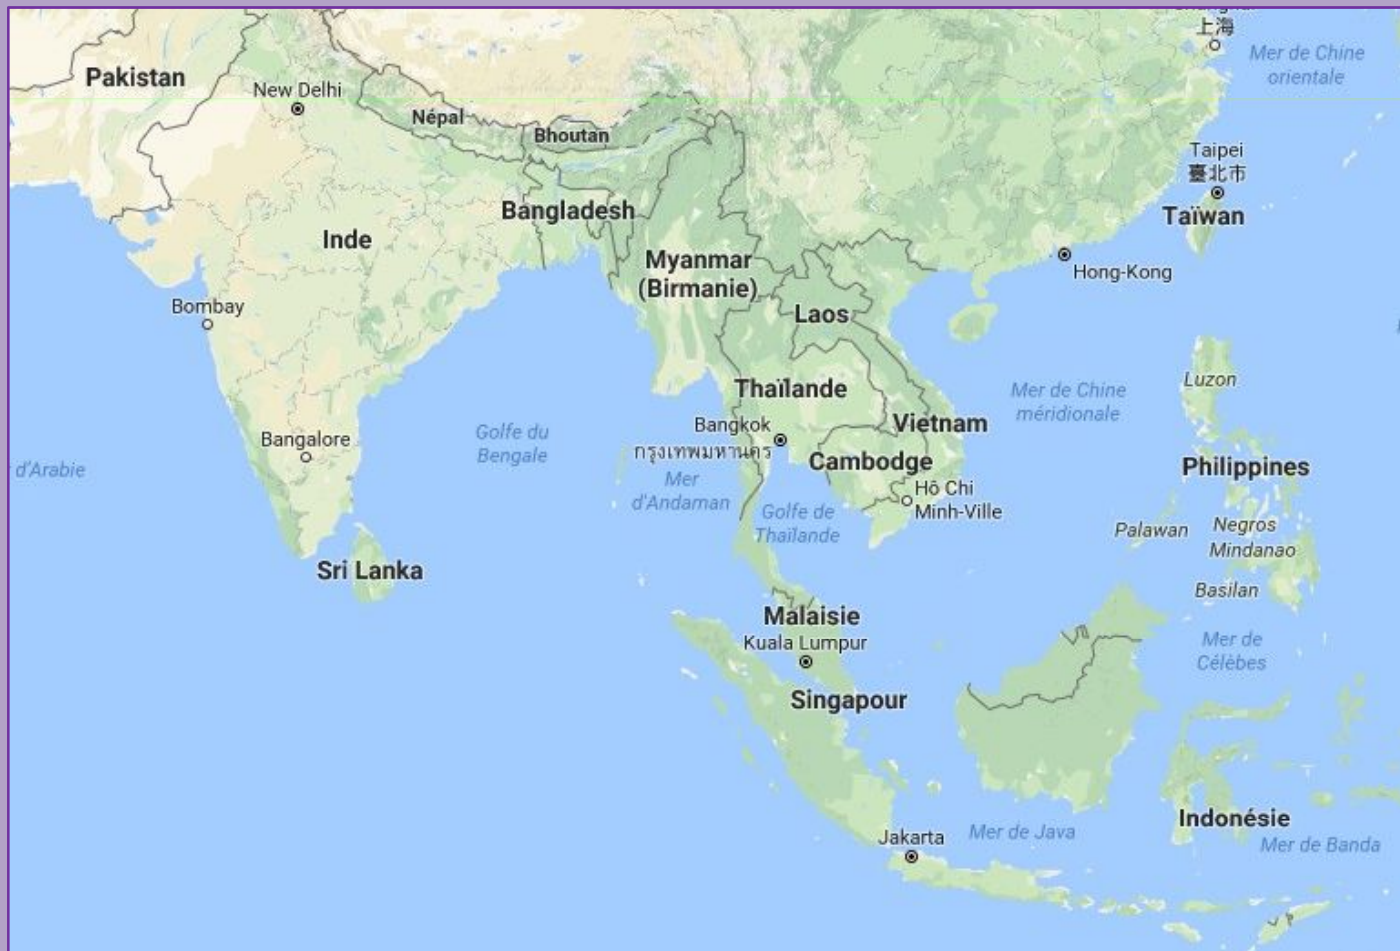 上海
Mer de Chine
orientale
Pakistan
New Delhi
Népal
Bhoutan
Taipei
臺北市
Taïwan
Bangladesh
Inde
Myanmar
(Birmanie)
Hong-Kong
Bombay
Laos
Luzon
Thaïlande
Mer de Chine
méridionale
Bangkok
กรุงเทพมหานคร
Vietnam
Golfe du
Bengale
Bangalore
Cambodge
Philippines
d'Arabie
Mer
d'Andaman
Hô Chi
Minh-Ville
Golfe de
Thaïlande
Palawan
Negros
Mindanao
Sri Lanka
Basilan
Malaisie
Kuala Lumpur
Mer de
Célèbes
Singapour
Indonésie
Jakarta
Mer de Java
Mer de Banda